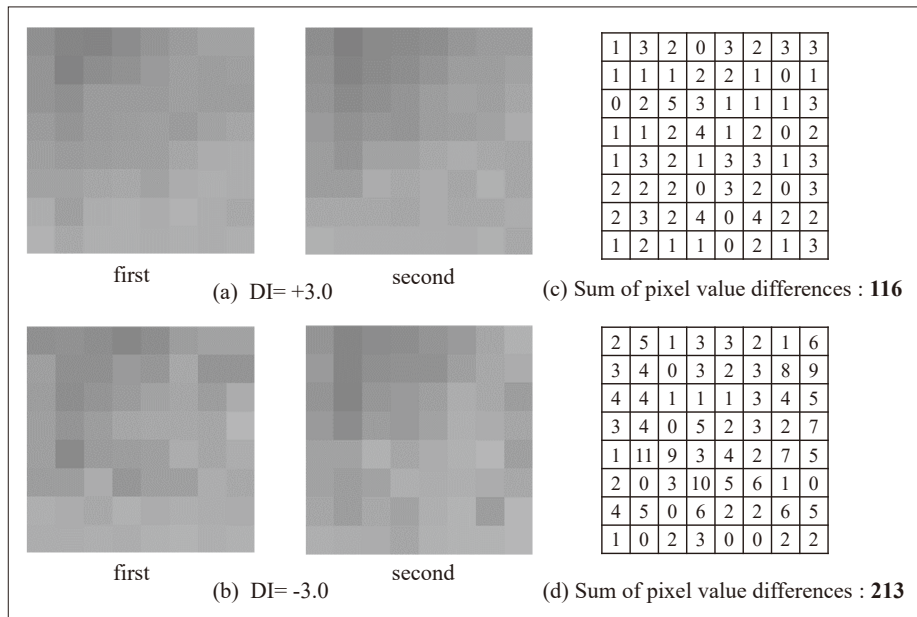 1 3 2 0 3 2 3 3
1 1 1 2 2 1 0 1
0 2 5 3 1 1 1 3
1 1 2 4 1 2 0 2
1 3 2 1 3 3 1 3
2 2 2 0 3 2 0 3
2 3 2 4 0 4 2 2
1 2 1 1 0 2 1 3
first
second
(a) DI= +3.0
(c) Sum of pixel value differences : 116
2 5 1 3 3 2 1 6
3 4 0 3 2 3 8 9
4 4 1 1 1 3 4 5
3 4 0 5 2 3 2 7
1 11 9 3 4 2 7 5
2 0 3 10 5 6 1 0
4 5 0 6 2 2 6 5
1 0 2 3 0 0 2 2
first
second
(b) DI= -3.0
(d) Sum of pixel value differences : 213